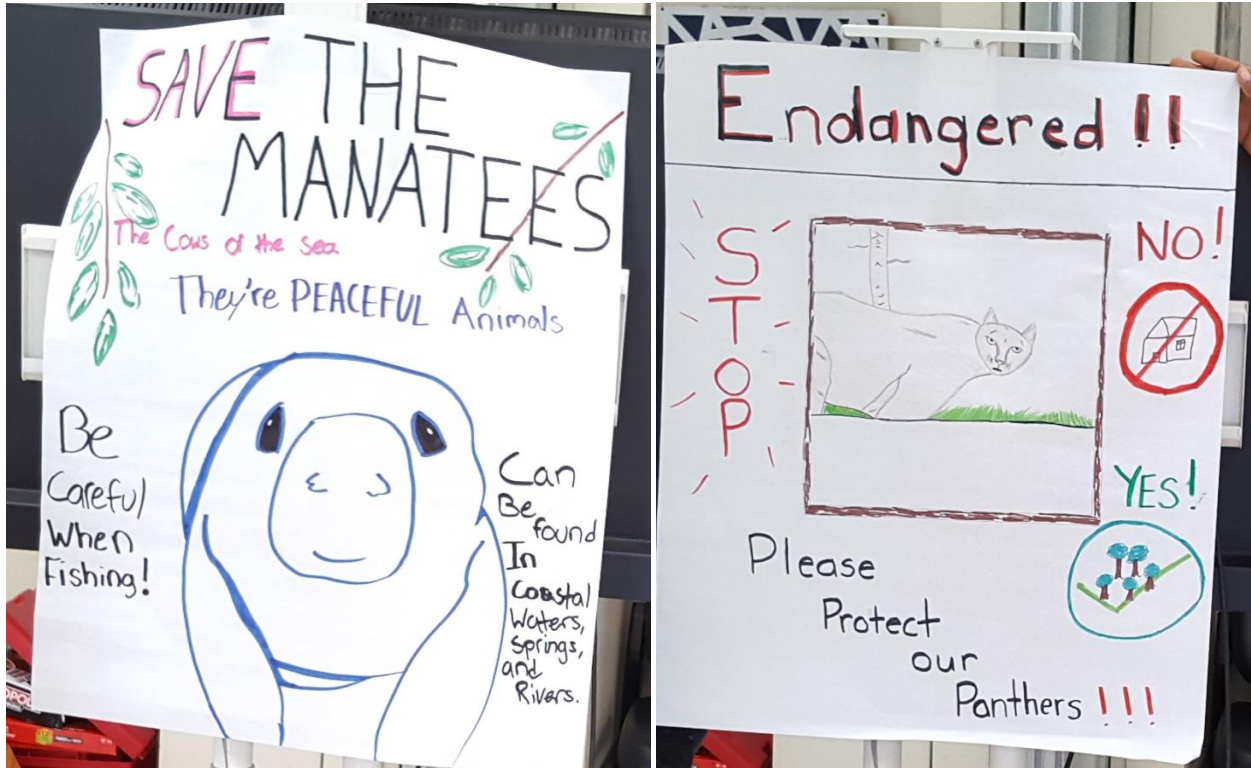 SAVE THE
MANATEES
The Cows of the Sea
They're PEACEFUL Animals
Be
Careful
When
Fishing!
Can
Be
found
In
Coastal
Waters,
Springs,
and
Rivers.
Endangered !!
STOP
NO!
YES!
Please
Protect
our
Panthers !!!